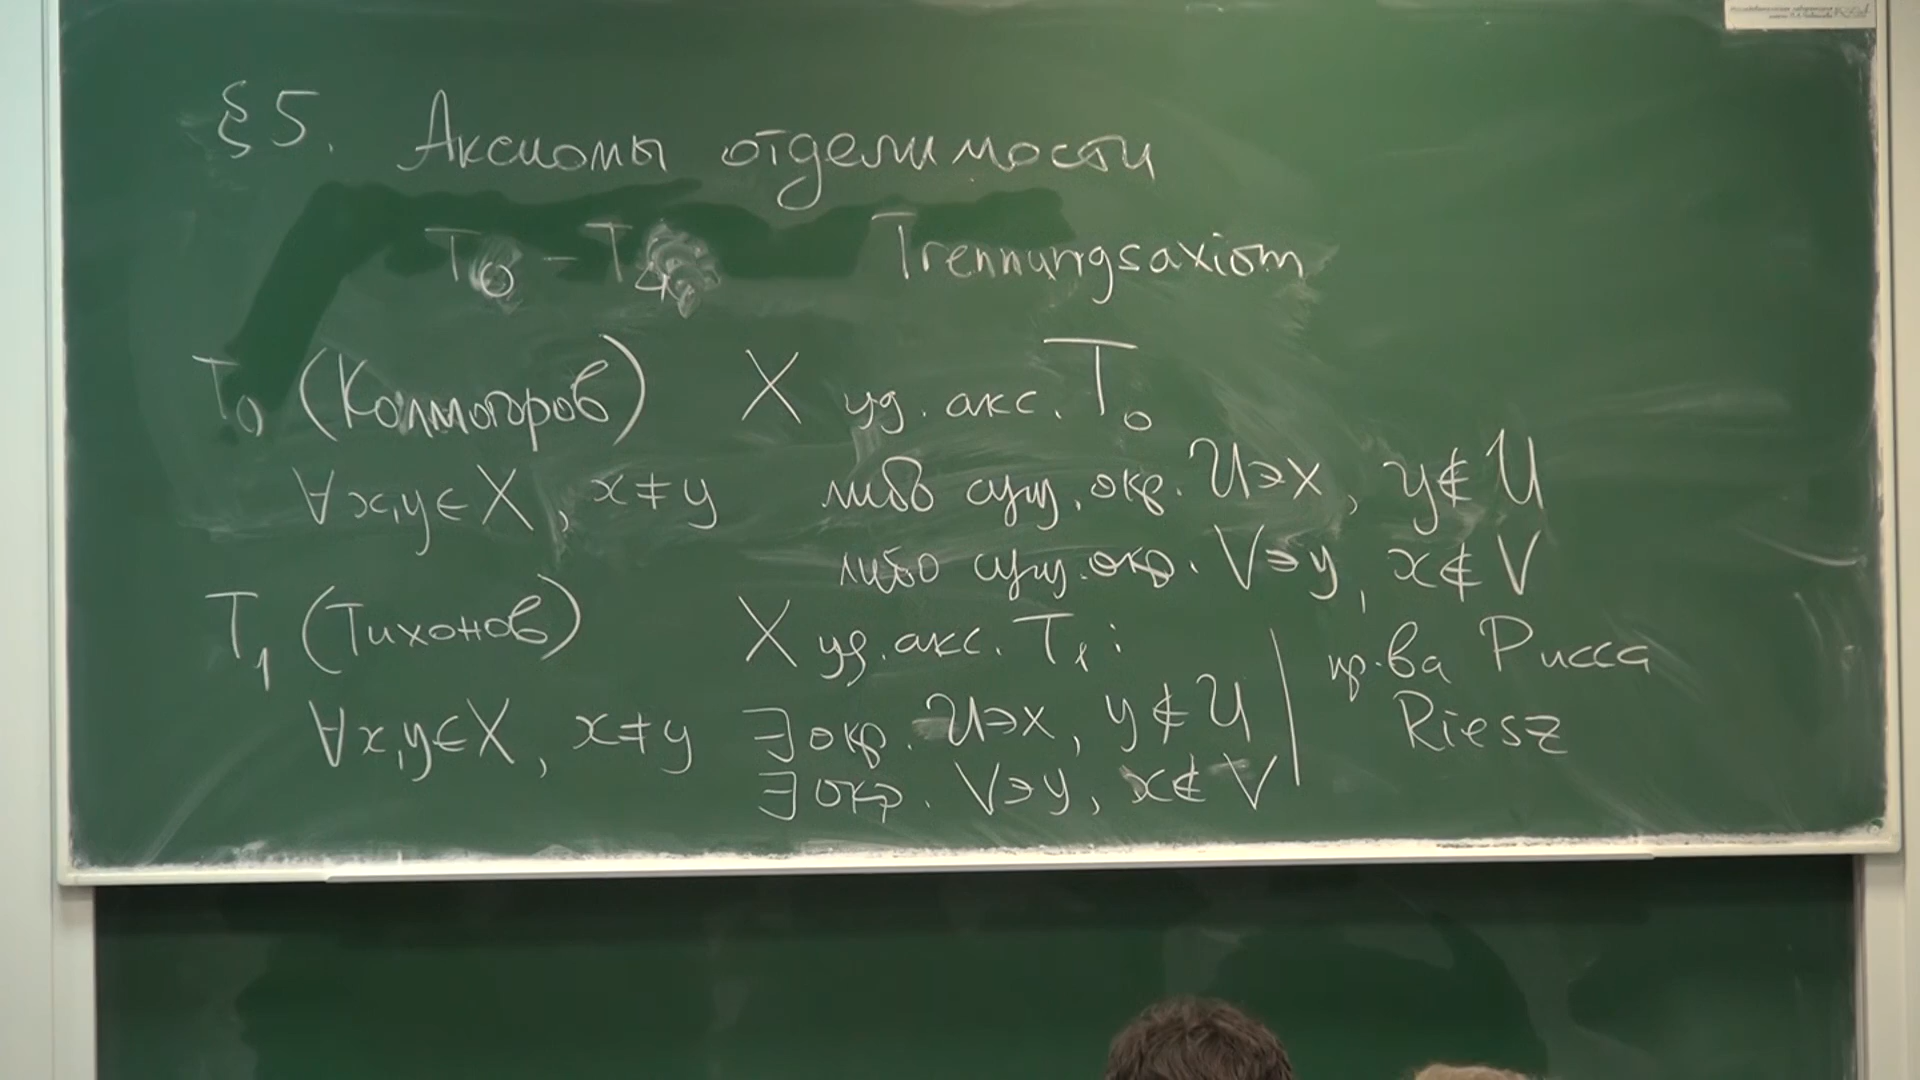 §5. Аксиомы отделимости
T₀ – T₄ Trennungsaxiom
T₀ (Колмогоров) X уд. акс. T₀
∀x,y∈X, x≠y либо сущ. окр. U∋x, y∉U
либо сущ. окр. V∋y, x∉V
T₁ (Тихонов) X уд. акс. T₁:
∀x,y∈X, x≠y ∃ окр. U∋x, y∉U
∃ окр. V∋y, x∉V
пр-ва Рисса
Riesz